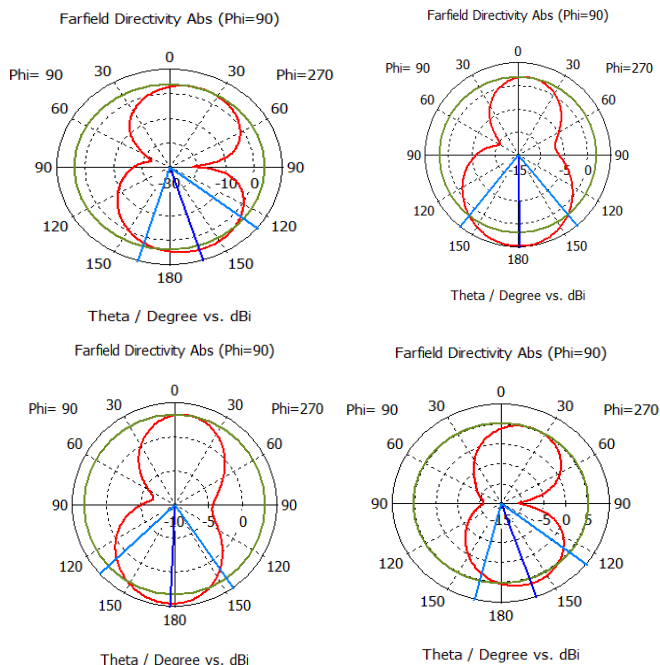 Farfield Directivity Abs (Phi=90)
0
Phi= 90 30 30 Phi=270
60 60
90 -30 -10 0 90
120 120
150 150
180
Theta / Degree vs. dBi
Farfield Directivity Abs (Phi=90)
0
Phi= 90 30 30 Phi=270
60 60
90 -15 -5 0 90
120 120
150 150
180
Theta / Degree vs. dBi
Farfield Directivity Abs (Phi=90)
0
Phi= 90 30 30 Phi=270
60 60
90 -10 -5 0 90
120 120
150 150
180
Theta / Degree vs. dBi
Farfield Directivity Abs (Phi=90)
0
Phi= 90 30 30 Phi=270
60 60
90 -5 0 5 90
120 120
150 150
180
Theta / Degree vs. dBi